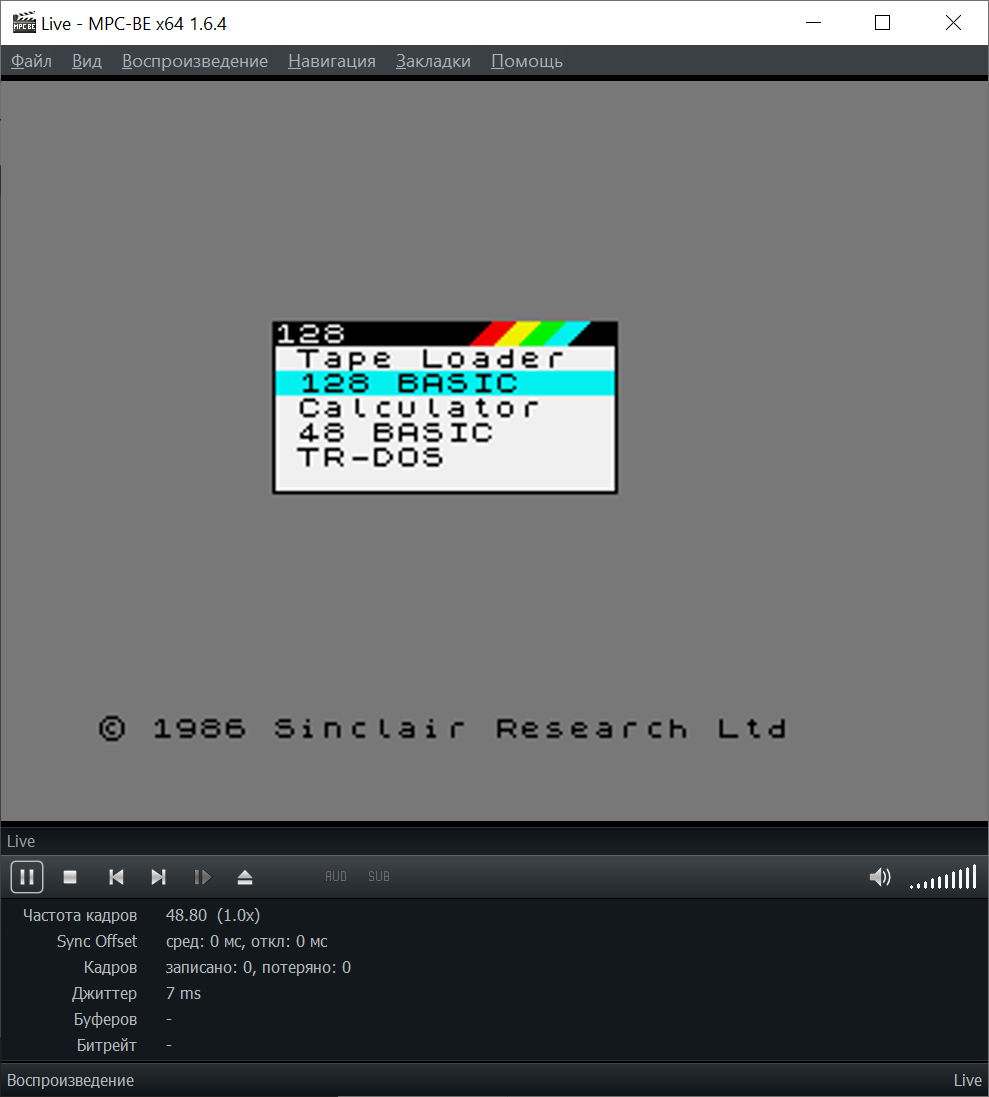 Live - MPC-BE x64 1.6.4
Файл Вид Воспроизведение Навигация Закладки Помощь
128
Tape Loader
128 BASIC
Calculator
48 BASIC
TR-DOS
© 1986 Sinclair Research Ltd
Live
AUD SUB
Частота кадров 48.80 (1.0x)
Sync Offset сред: 0 мс, откл: 0 мс
Кадров записано: 0, потеряно: 0
Джиттер 7 ms
Буферов -
Битрейт -
Воспроизведение Live